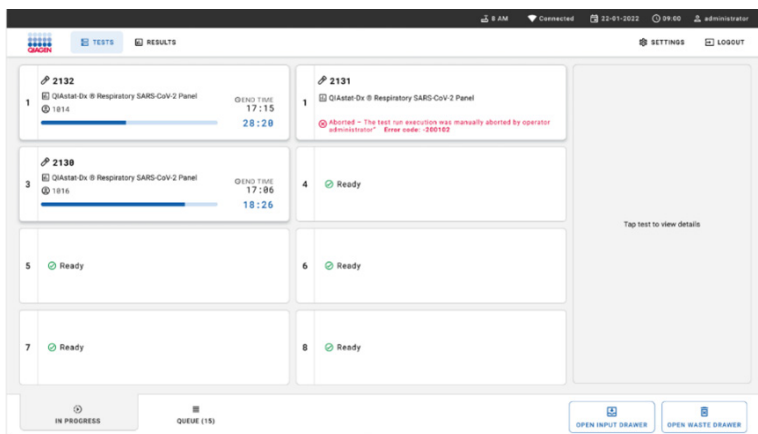 8 AM Connected 22-01-2022 09:00 administrator
QIAGEN TESTS RESULTS SETTINGS LOGOUT
1
2132
QIAstat-Dx ® Respiratory SARS-CoV-2 Panel
1014
END TIME
17:15
28:20
1
2131
QIAstat-Dx ® Respiratory SARS-CoV-2 Panel
Aborted – The test run execution was manually aborted by operator
administrator" Error code: -200102
3
2130
QIAstat-Dx ® Respiratory SARS-CoV-2 Panel
1016
END TIME
17:06
18:26
4 Ready
Tap test to view details
5 Ready
6 Ready
7 Ready
8 Ready
IN PROGRESS
QUEUE (15)
OPEN INPUT DRAWER
OPEN WASTE DRAWER